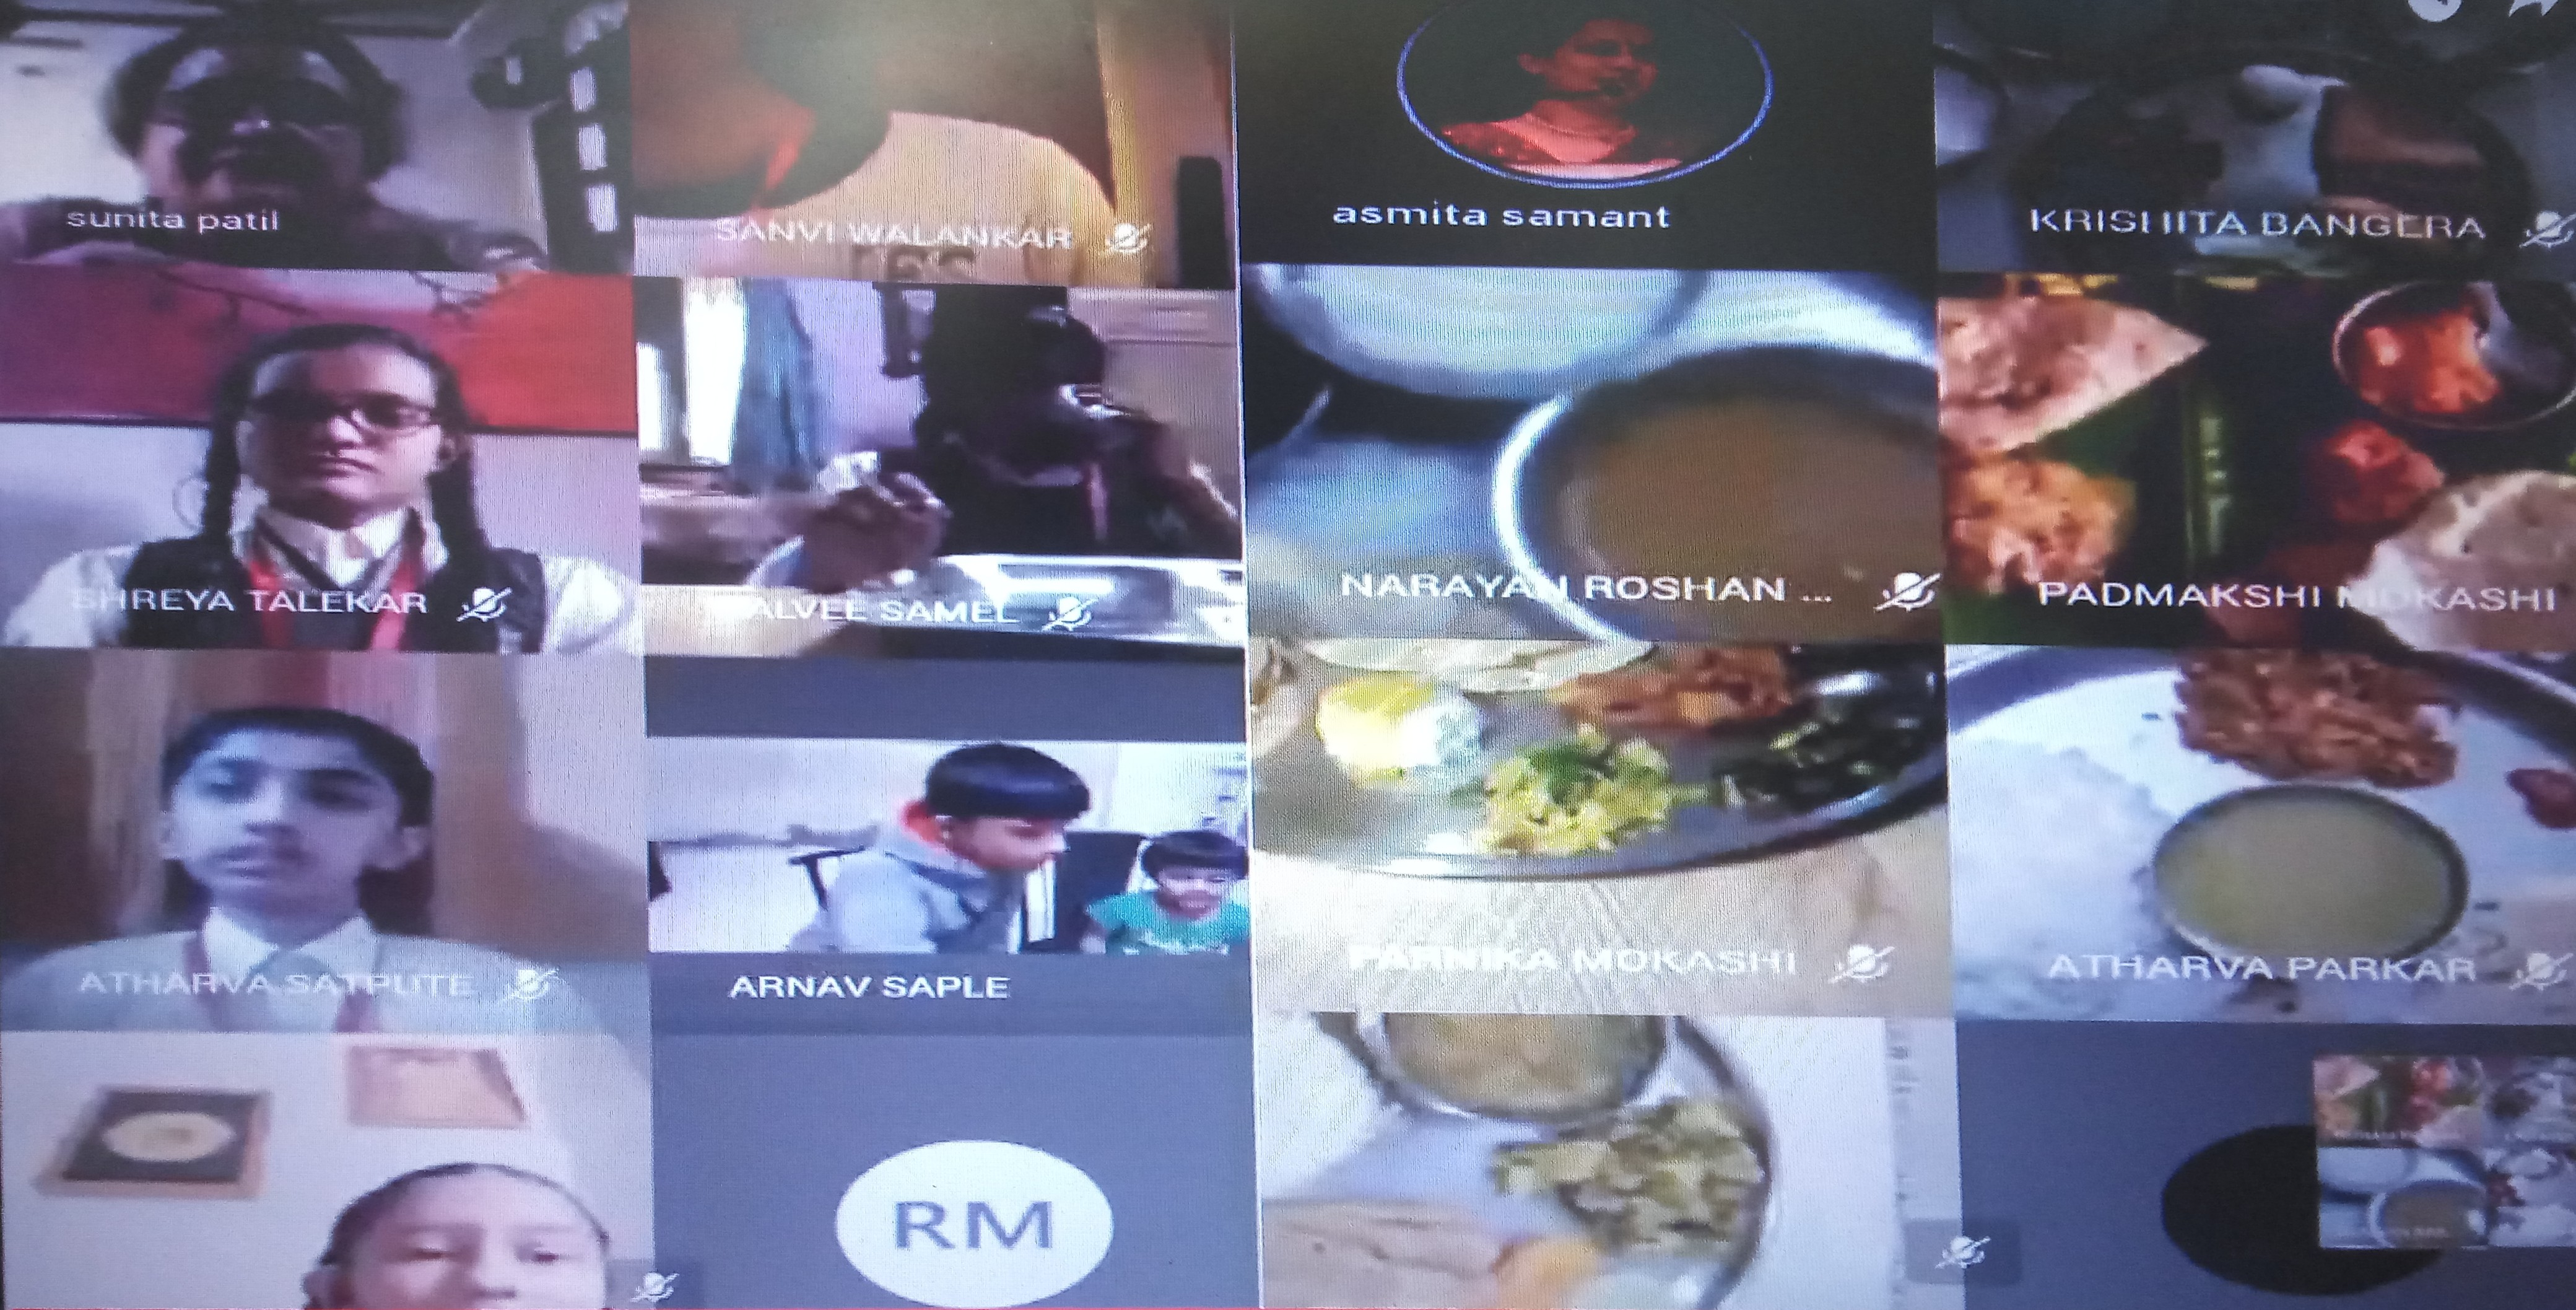 sunita patil
SANVI WALANKAR
asmita samant
KRISHITA BANGERA
SHREYA TALEKAR
ALVEE SAMEL
NARAYAN ROSHAN ...
PADMAKSHI MOKASHI
ATHARVA SATPUTE
ARNAV SAPLE
PARNIKA MOKASHI
ATHARVA PARKAR
RM